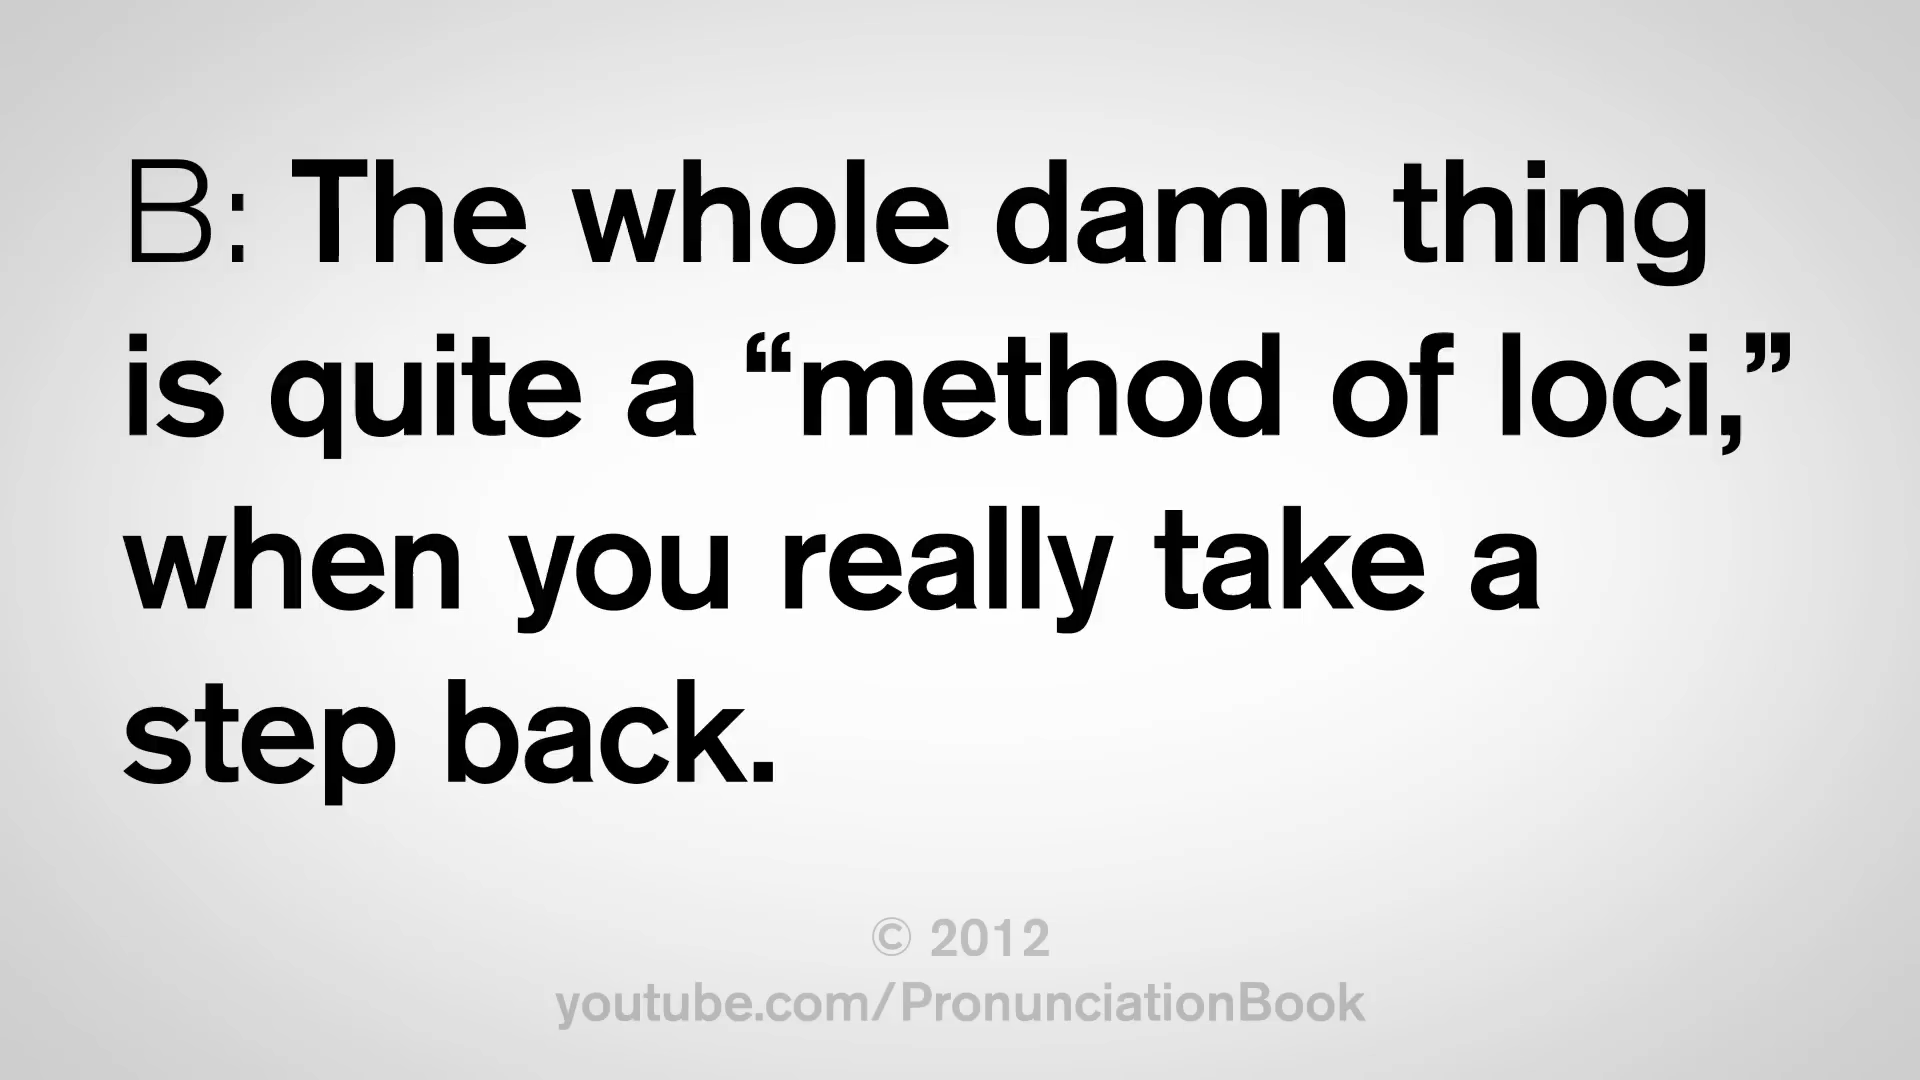 B: The whole damn thing
is quite a “method of loci,”
when you really take a
step back.
© 2012
youtube.com/PronunciationBook